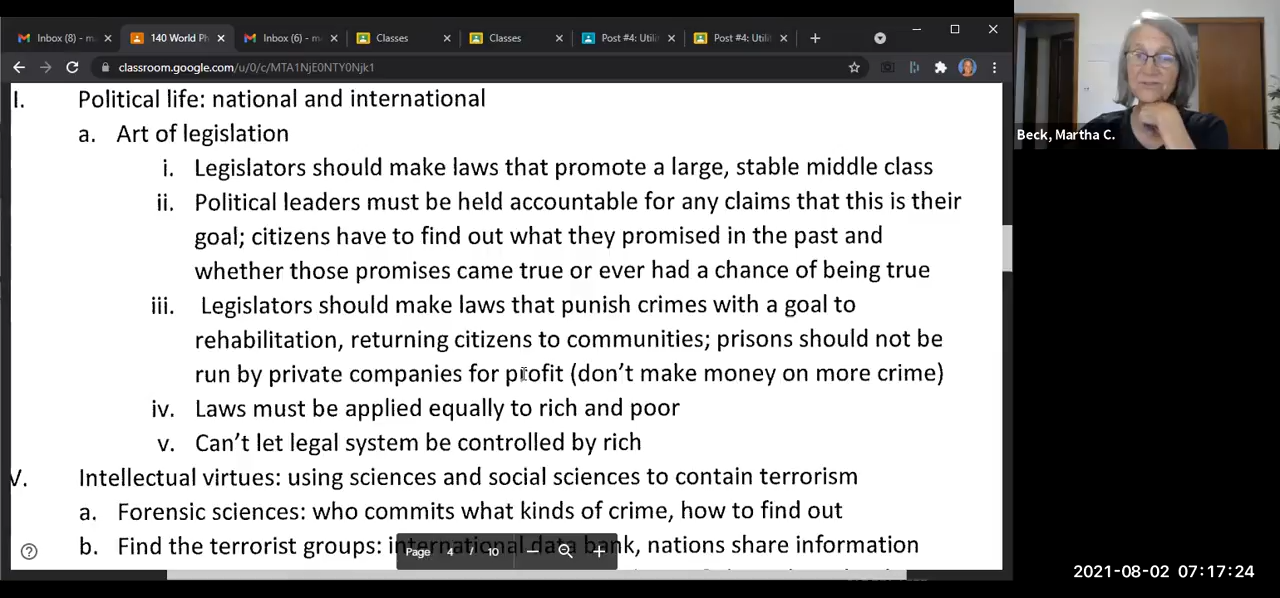 Inbox (8) - m
140 World Ph
Inbox (6) - m
Classes
Classes
Post #4: Utili
Post #4: Utili
classroom.google.com/u/0/c/MTA1NjE0NTY0Njk1
I. Political life: national and international
a. Art of legislation
i. Legislators should make laws that promote a large, stable middle class
ii. Political leaders must be held accountable for any claims that this is their
goal; citizens have to find out what they promised in the past and
whether those promises came true or ever had a chance of being true
iii. Legislators should make laws that punish crimes with a goal to
rehabilitation, returning citizens to communities; prisons should not be
run by private companies for profit (don't make money on more crime)
iv. Laws must be applied equally to rich and poor
v. Can't let legal system be controlled by rich
V. Intellectual virtues: using sciences and social sciences to contain terrorism
a. Forensic sciences: who commits what kinds of crime, how to find out
b. Find the terrorist groups: international data bank, nations share information
Page 4 / 10
Beck, Martha C.
2021-08-02 07:17:24